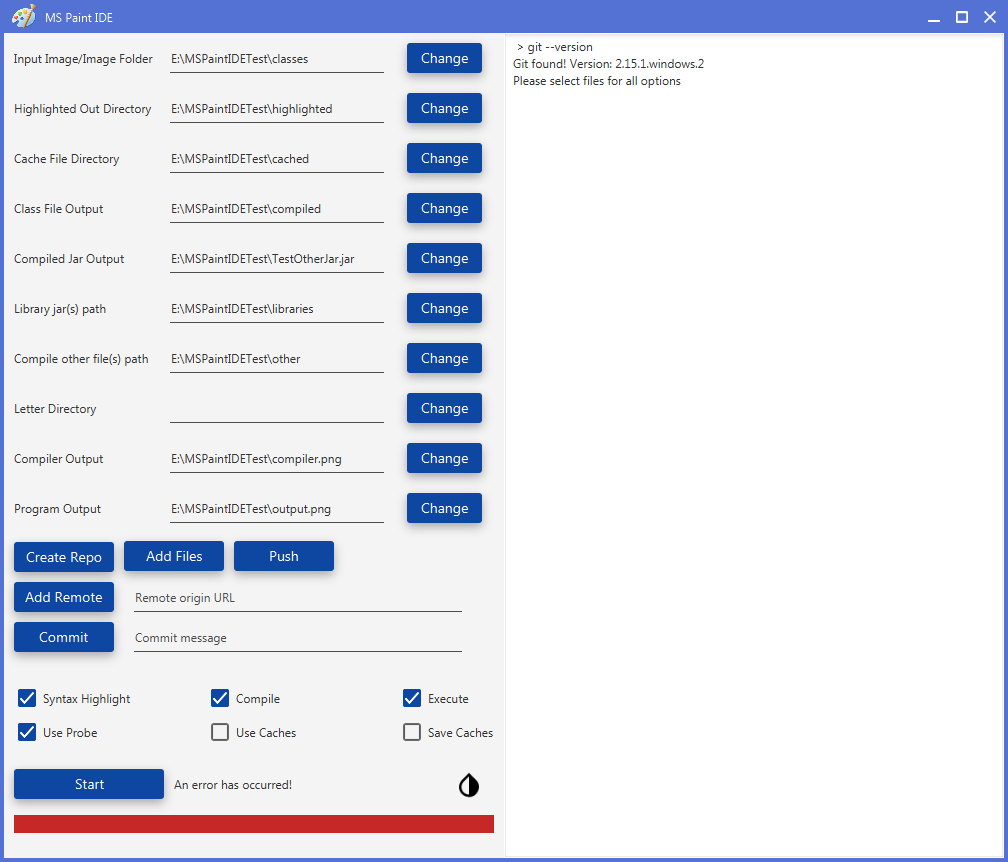 MS Paint IDE
Input Image/Image Folder E:\MSPaintIDETest\classes Change
Highlighted Out Directory E:\MSPaintIDETest\highlighted Change
Cache File Directory E:\MSPaintIDETest\cached Change
Class File Output E:\MSPaintIDETest\compiled Change
Compiled Jar Output E:\MSPaintIDETest\TestOtherJar.jar Change
Library jar(s) path E:\MSPaintIDETest\libraries Change
Compile other file(s) path E:\MSPaintIDETest\other Change
Letter Directory Change
Compiler Output E:\MSPaintIDETest\compiler.png Change
Program Output E:\MSPaintIDETest\output.png Change
Create Repo Add Files Push
Add Remote Remote origin URL
Commit Commit message
Syntax Highlight Compile Execute
Use Probe Use Caches Save Caches
Start An error has occurred!
> git --version
Git found! Version: 2.15.1.windows.2
Please select files for all options